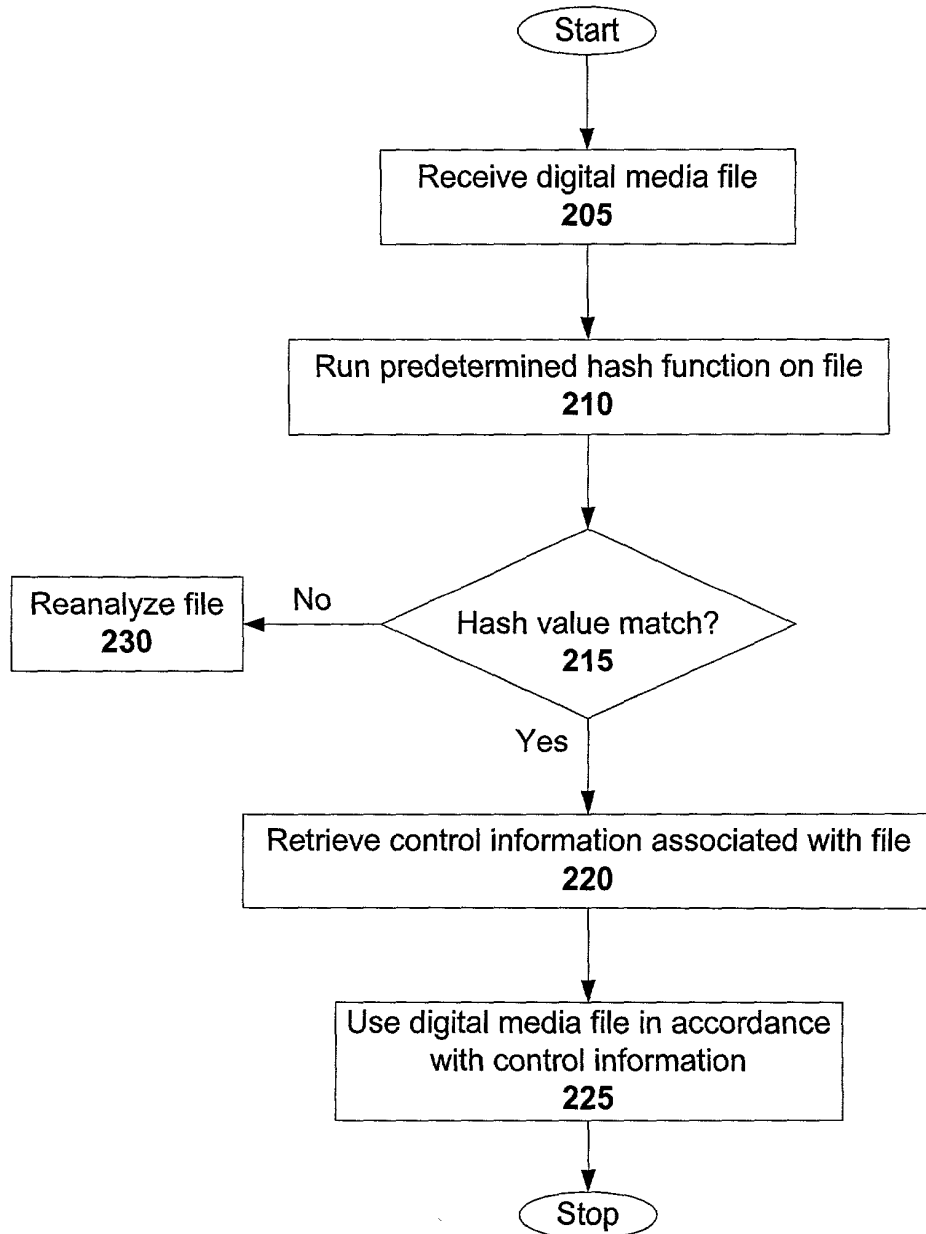 Start
Receive digital media file
205
Run predetermined hash function on file
210
Hash value match?
215
No
Reanalyze file
230
Yes
Retrieve control information associated with file
220
Use digital media file in accordance
with control information
225
Stop